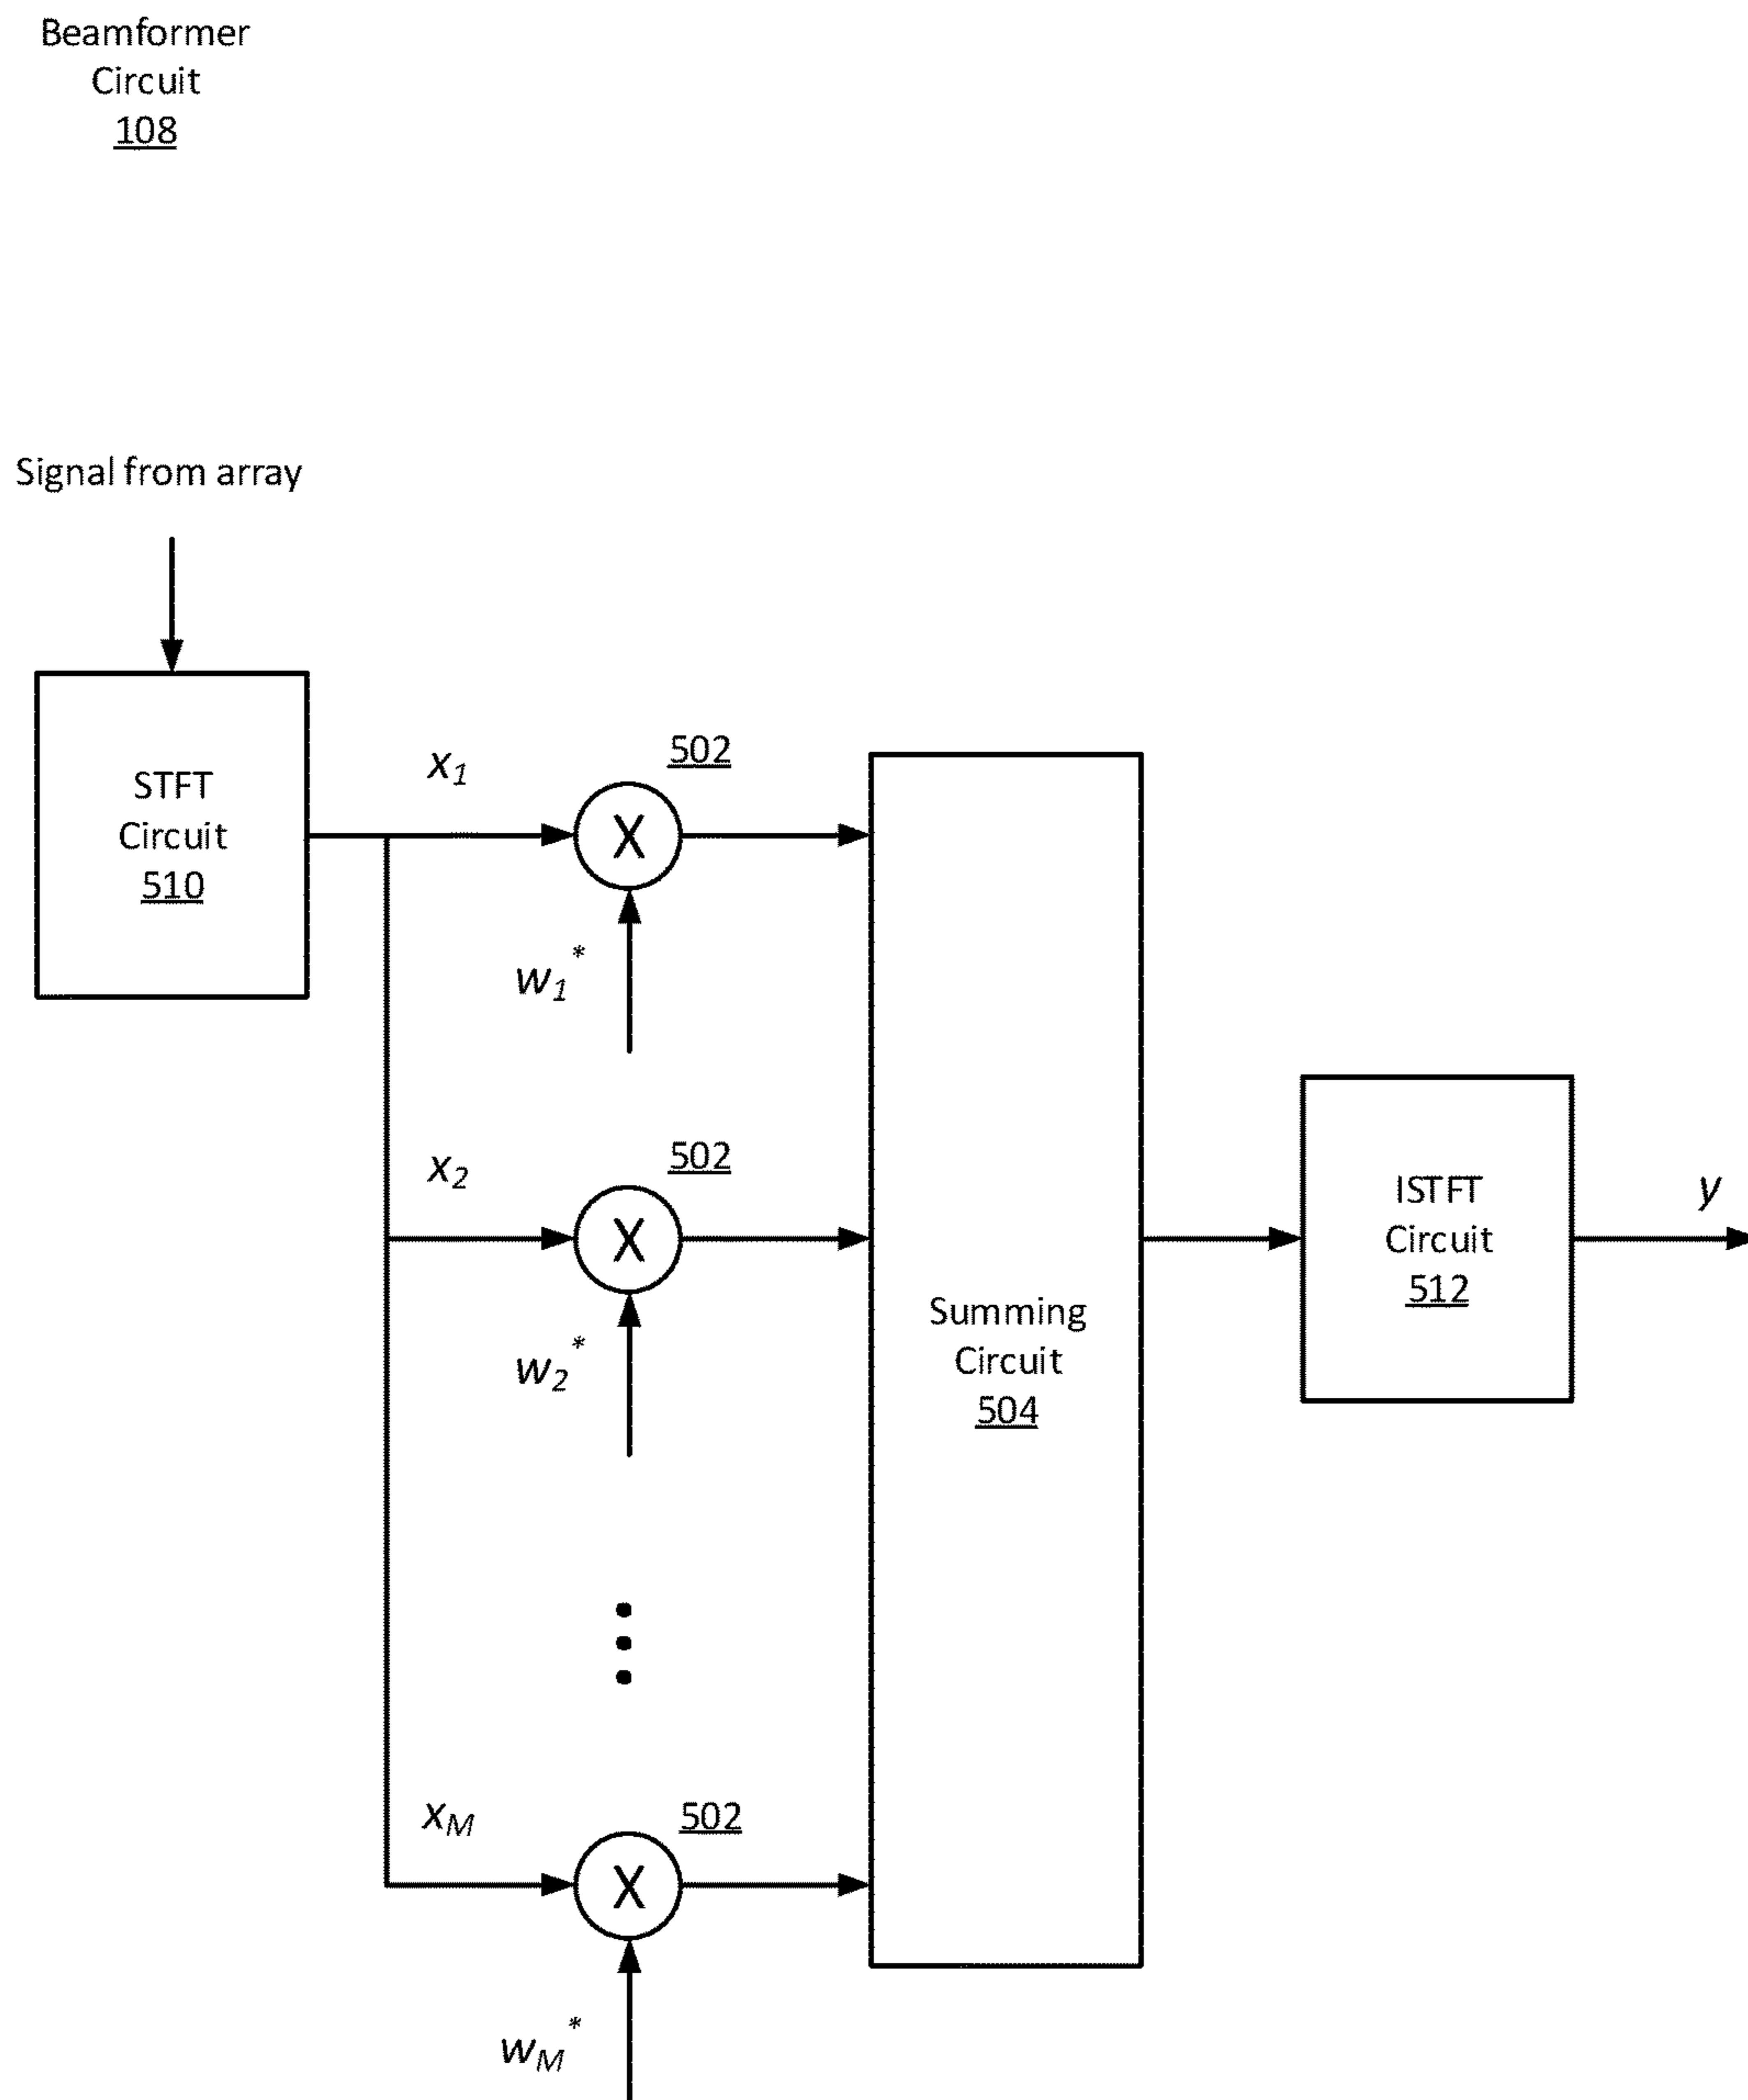 Beamformer
Circuit
108
Signal from array
STFT
Circuit
510
x1
502
X
w1*
x2
502
X
w2*
Summing
Circuit
504
ISTFT
Circuit
512
y
xM
502
X
wM*